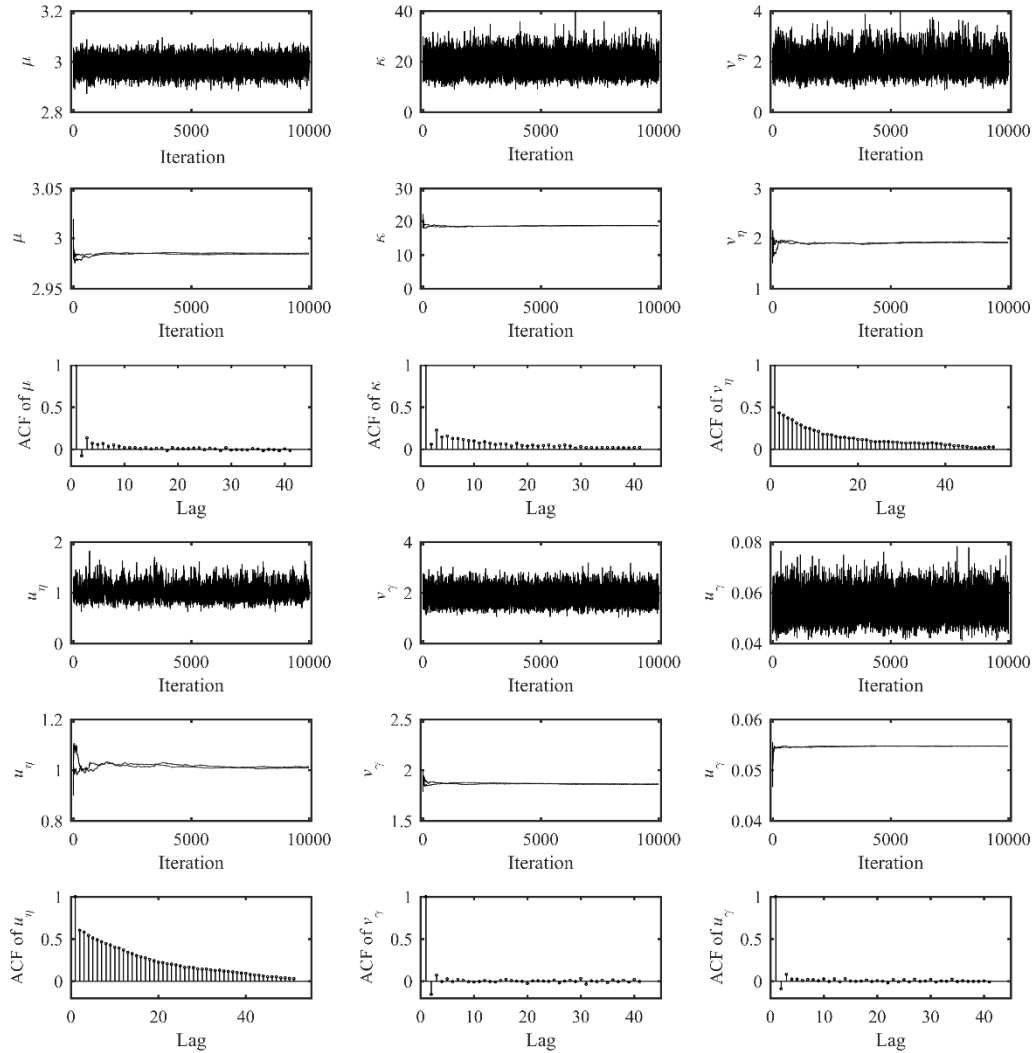 3.2 40 4
μ 3 κ 20 v_η 2
2.8 0 0
0 5000 10000 0 5000 10000 0 5000 10000
Iteration Iteration Iteration
3.05 30 3
μ 3 κ 20 v_η 2
10
2.95 0 1
0 5000 10000 0 5000 10000 0 5000 10000
Iteration Iteration Iteration
1 1 1
ACF of μ 0.5 ACF of κ 0.5 ACF of v_η 0.5
0 0 0
0 10 20 30 40 0 10 20 30 40 0 20 40
Lag Lag Lag
2 4 0.08
u_η 1 v_γ 2 u_γ 0.06
0 0 0.04
0 5000 10000 0 5000 10000 0 5000 10000
Iteration Iteration Iteration
1.2 2.5 0.06
u_η 1 v_γ 2 u_γ 0.05
0.8 1.5 0.04
0 5000 10000 0 5000 10000 0 5000 10000
Iteration Iteration Iteration
1 1 1
ACF of u_η 0.5 ACF of v_γ 0.5 ACF of u_γ 0.5
0 0 0
0 20 40 0 10 20 30 40 0 10 20 30 40
Lag Lag Lag